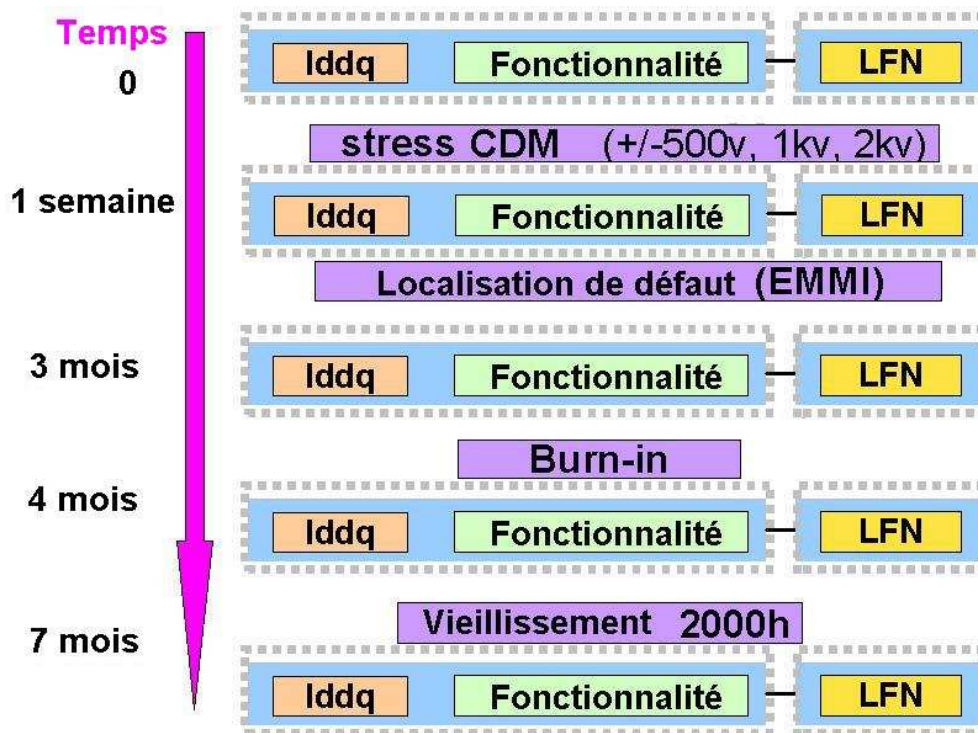 Temps
0
Iddq Fonctionnalité LFN
stress CDM (+/-500v, 1kv, 2kv)
1 semaine
Iddq Fonctionnalité LFN
Localisation de défaut (EMMI)
3 mois
Iddq Fonctionnalité LFN
Burn-in
4 mois
Iddq Fonctionnalité LFN
Vieillissement 2000h
7 mois
Iddq Fonctionnalité LFN